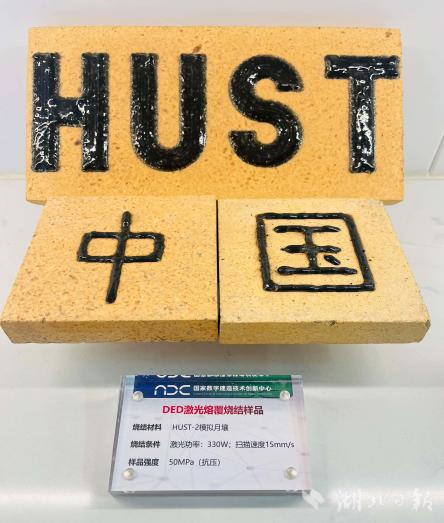 HUST
中国
NDC 国家数字建造技术创新中心
DED激光熔覆烧结样品
烧结材料 HUST-2模拟月壤
烧结条件 激光功率：330W；扫描速度15mm/s
样品强度 50MPa（抗压）
湖北日报